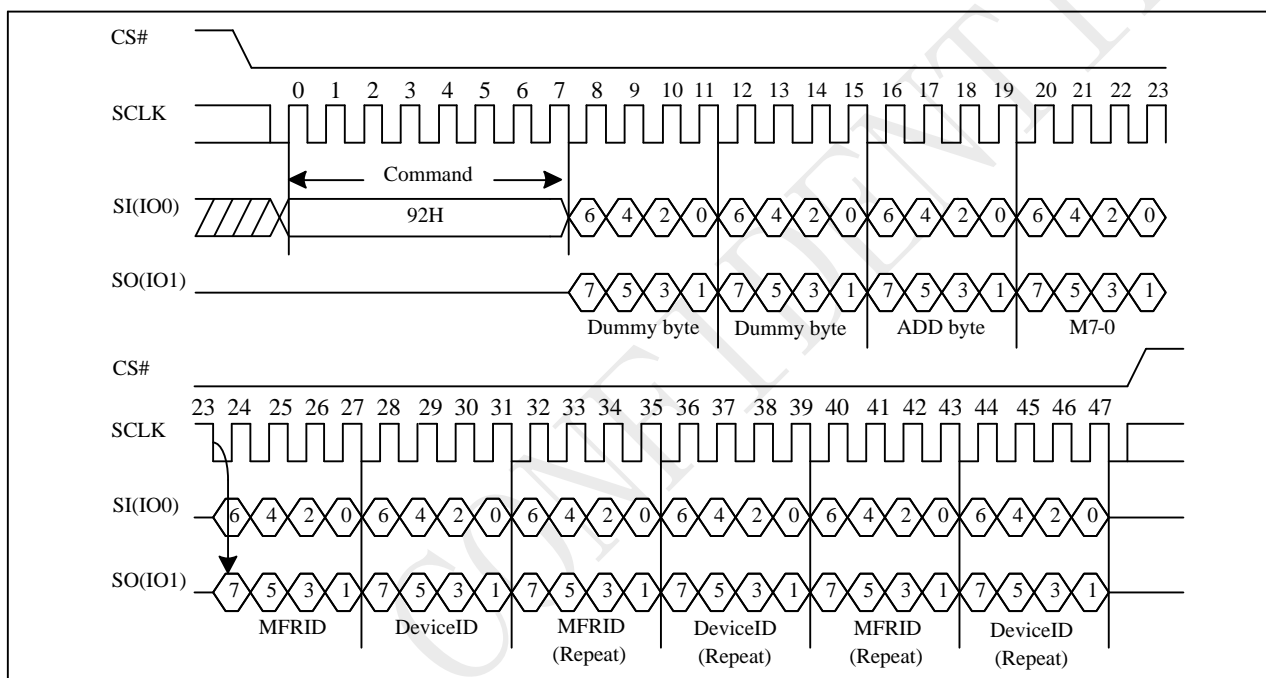 CS#
0 1 2 3 4 5 6 7 8 9 10 11 12 13 14 15 16 17 18 19 20 21 22 23
SCLK
Command
SI(IO0) 92H 6 4 2 0 6 4 2 0 6 4 2 0 6 4 2 0
SO(IO1) 7 5 3 1 7 5 3 1 7 5 3 1 7 5 3 1
Dummy byte Dummy byte ADD byte M7-0
CS#
23 24 25 26 27 28 29 30 31 32 33 34 35 36 37 38 39 40 41 42 43 44 45 46 47
SCLK
SI(IO0) 6 4 2 0 6 4 2 0 6 4 2 0 6 4 2 0 6 4 2 0 6 4 2 0
SO(IO1) 7 5 3 1 7 5 3 1 7 5 3 1 7 5 3 1 7 5 3 1 7 5 3 1
MFRID DeviceID MFRID DeviceID MFRID DeviceID
(Repeat) (Repeat) (Repeat) (Repeat)
CONFIDENT